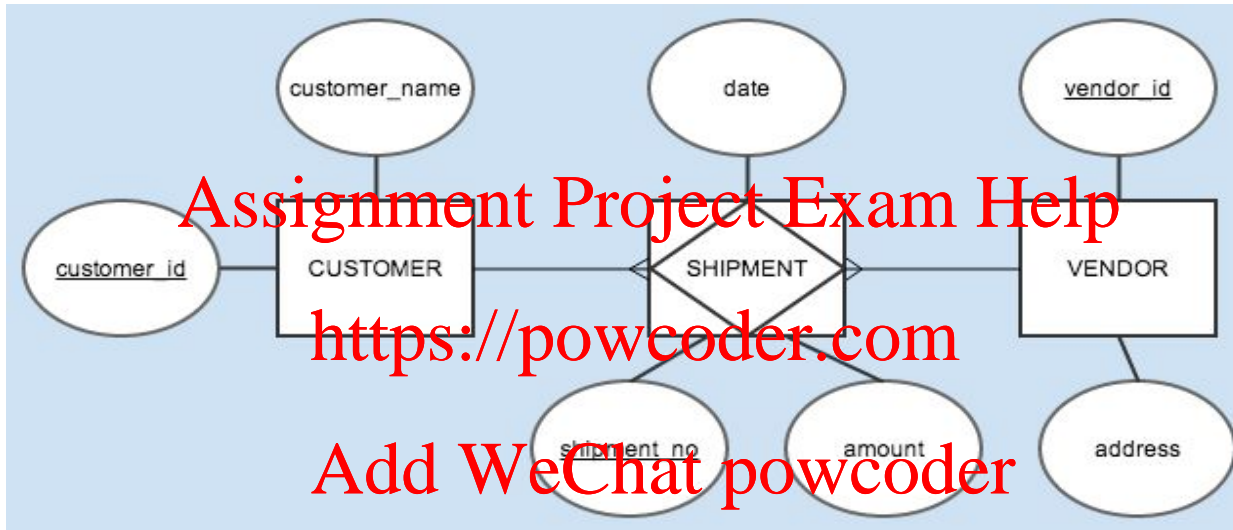 customer_name
date
vendor_id
Assignment Project Exam Help
customer_id
CUSTOMER
SHIPMENT
VENDOR
https://powcoder.com
shipment_no
amount
address
Add WeChat powcoder